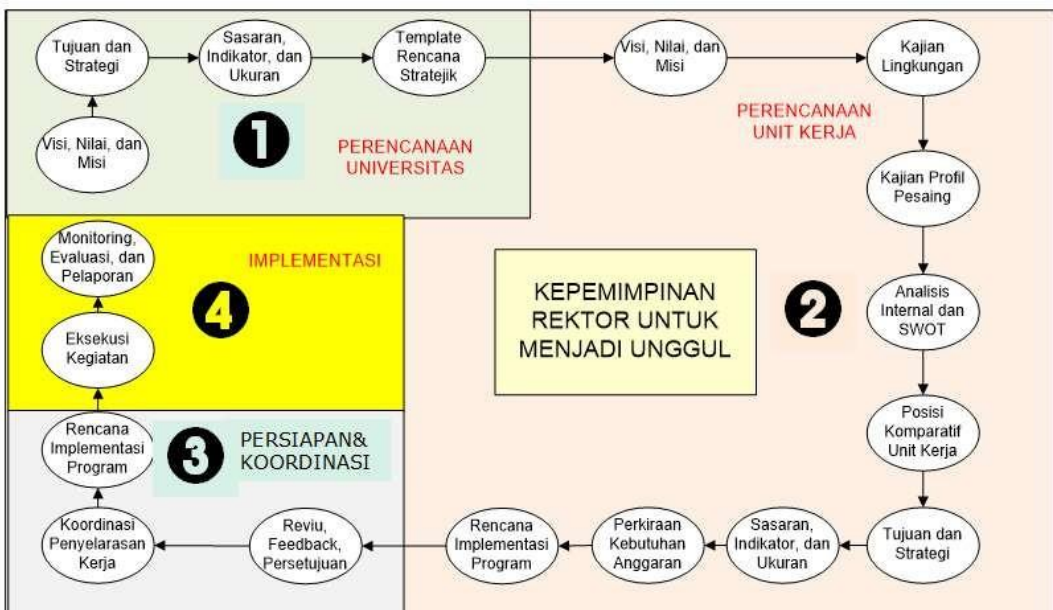 Tujuan dan
Strategi
Sasaran,
Indikator, dan
Ukuran
Template
Rencana
Stratejik
Visi, Nilai, dan
Misi
1
PERENCANAAN
UNIVERSITAS
Visi, Nilai, dan
Misi
Kajian
Lingkungan
PERENCANAAN
UNIT KERJA
Kajian Profil
Pesaing
Analisis
Internal dan
SWOT
2
KEPEMIMPINAN
REKTOR UNTUK
MENJADI UNGGUL
Posisi
Komparatif
Unit Kerja
Tujuan dan
Strategi
Sasaran,
Indikator, dan
Ukuran
Perkiraan
Kebutuhan
Anggaran
Rencana
Implementasi
Program
Reviu,
Feedback,
Persetujuan
Koordinasi
Penyelarasan
Kerja
Rencana
Implementasi
Program
3
PERSIAPAN&
KOORDINASI
Eksekusi
Kegiatan
Monitoring,
Evaluasi, dan
Pelaporan
4
IMPLEMENTASI